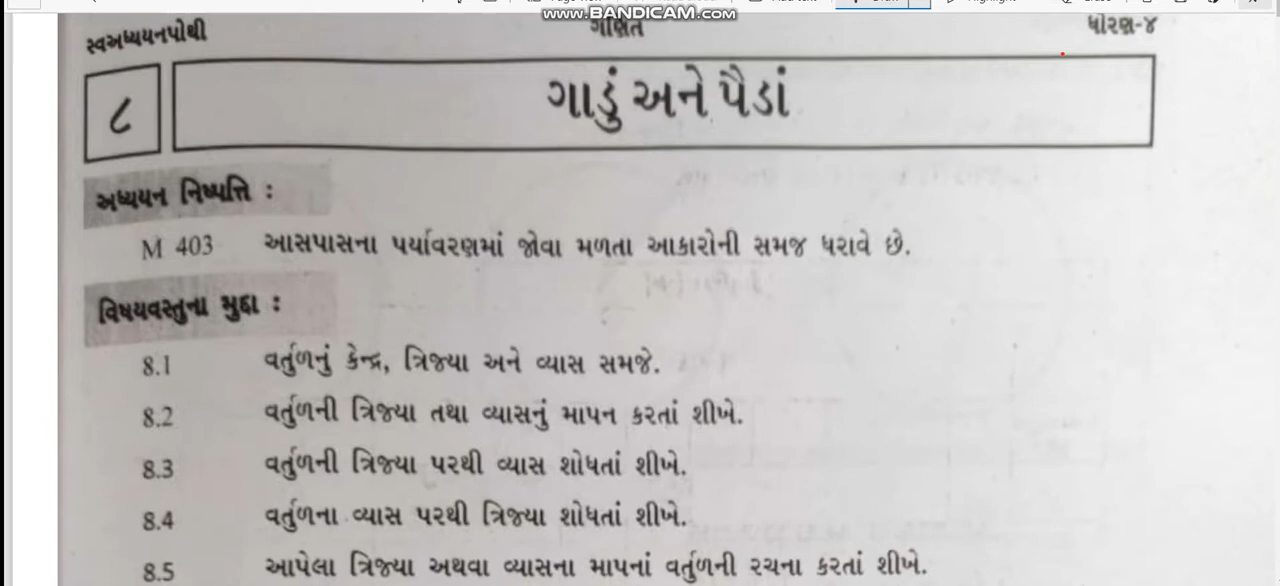 www.BANDICAM.com
સ્વઅધ્યયનપોથી ગણિત ધોરણ-૪
૮ ગાડું અને પૈડાં
અધ્યયન નિષ્પત્તિ :
M 403 આસપાસના પર્યાવરણમાં જોવા મળતા આકારોની સમજ ધરાવે છે.
વિષયવસ્તુના મુદ્દા :
8.1 વર્તુળનું કેન્દ્ર, ત્રિજ્યા અને વ્યાસ સમજે.
8.2 વર્તુળની ત્રિજ્યા તથા વ્યાસનું માપન કરતાં શીખે.
8.3 વર્તુળની ત્રિજ્યા પરથી વ્યાસ શોધતાં શીખે.
8.4 વર્તુળના વ્યાસ પરથી ત્રિજ્યા શોધતાં શીખે.
8.5 આપેલા ત્રિજ્યા અથવા વ્યાસના માપનાં વર્તુળની રચના કરતાં શીખે.